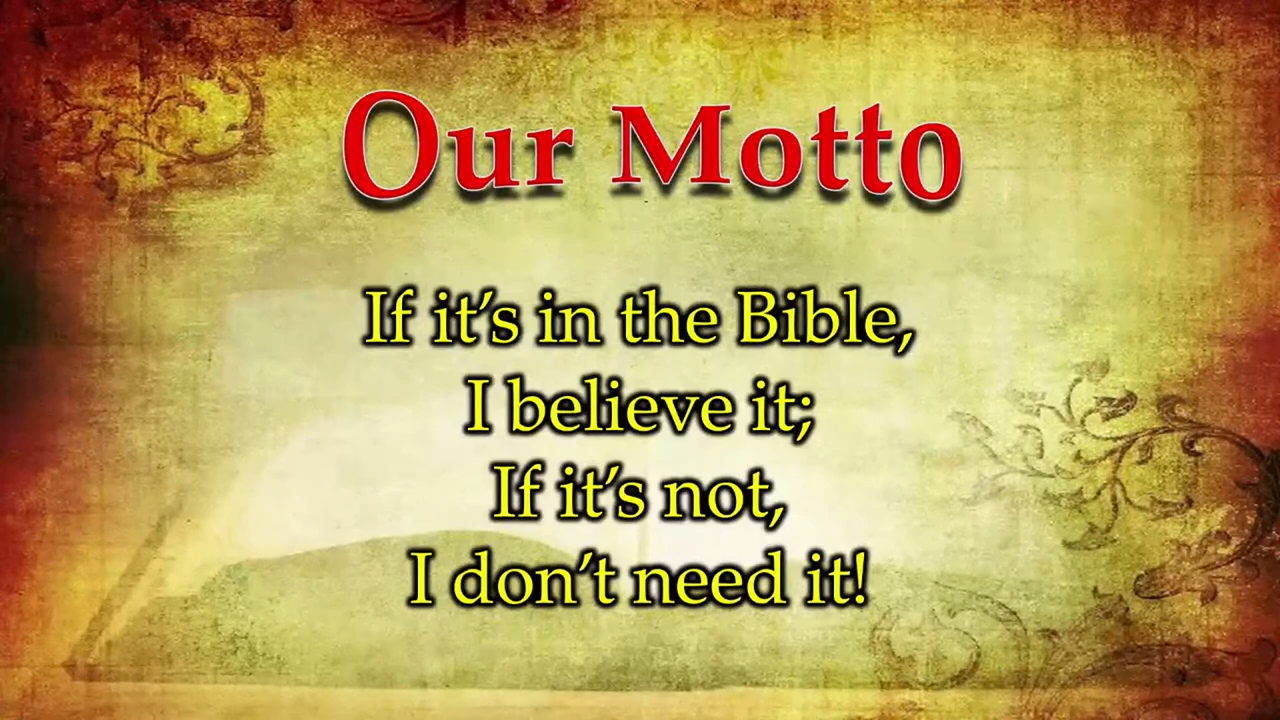 Our Motto
If it’s in the Bible,
I believe it;
If it’s not,
I don’t need it!